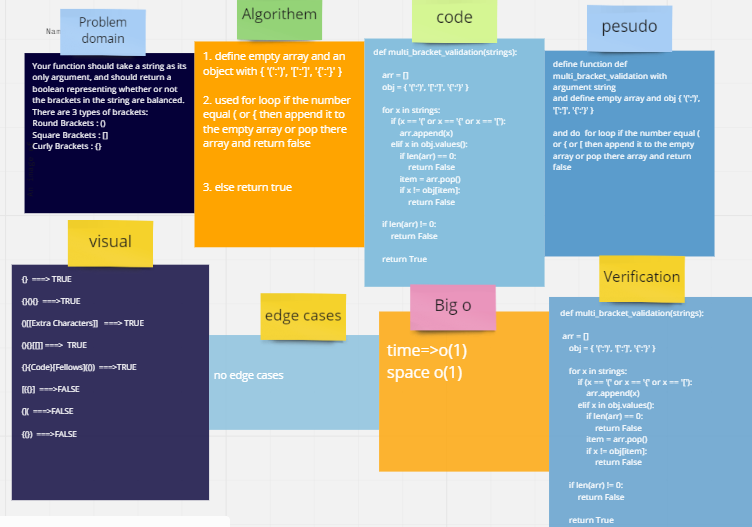 Nam
Problem
domain
Your function should take a string as its
only argument, and should return a
boolean representing whether or not
the brackets in the string are balanced.
There are 3 types of brackets:
Round Brackets : ()
Square Brackets : []
Curly Brackets : {}
Algorithem
1. define empty array and an
object with { '(':')', '[':']', '{':'}' }
2. used for loop if the number
equal ( or { then append it to
the empty array or pop there
array and return false
3. else return true
code
def multi_bracket_validation(strings):
arr = []
obj = { '(':')', '[':']', '{':'}' }
for x in strings:
if (x == '(' or x == '{' or x == '['):
arr.append(x)
elif x in obj.values():
if len(arr) == 0:
return False
item = arr.pop()
if x != obj[item]:
return False
if len(arr) != 0:
return False
return True
pesudo
define function def
multi_bracket_validation with
argument string
and define empty array and obj { '(':')',
'[':']', '{':'}' }
and do for loop if the number equal (
or { or [ then append it to the empty
array or pop there array and return
false
visual
{} ===> TRUE
{}(){} ===>TRUE
()[[Extra Characters]] ===> TRUE
(){}[[]] ===> TRUE
{}{Code}[Fellows](()) ===>TRUE
[({}] ===>FALSE
(]( ===>FALSE
{(}) ===>FALSE
edge cases
no edge cases
Big o
time=>o(1)
space o(1)
Verification
def multi_bracket_validation(strings):
arr = []
obj = { '(':')', '[':']', '{':'}' }
for x in strings:
if (x == '(' or x == '{' or x == '['):
arr.append(x)
elif x in obj.values():
if len(arr) == 0:
return False
item = arr.pop()
if x != obj[item]:
return False
if len(arr) != 0:
return False
return True